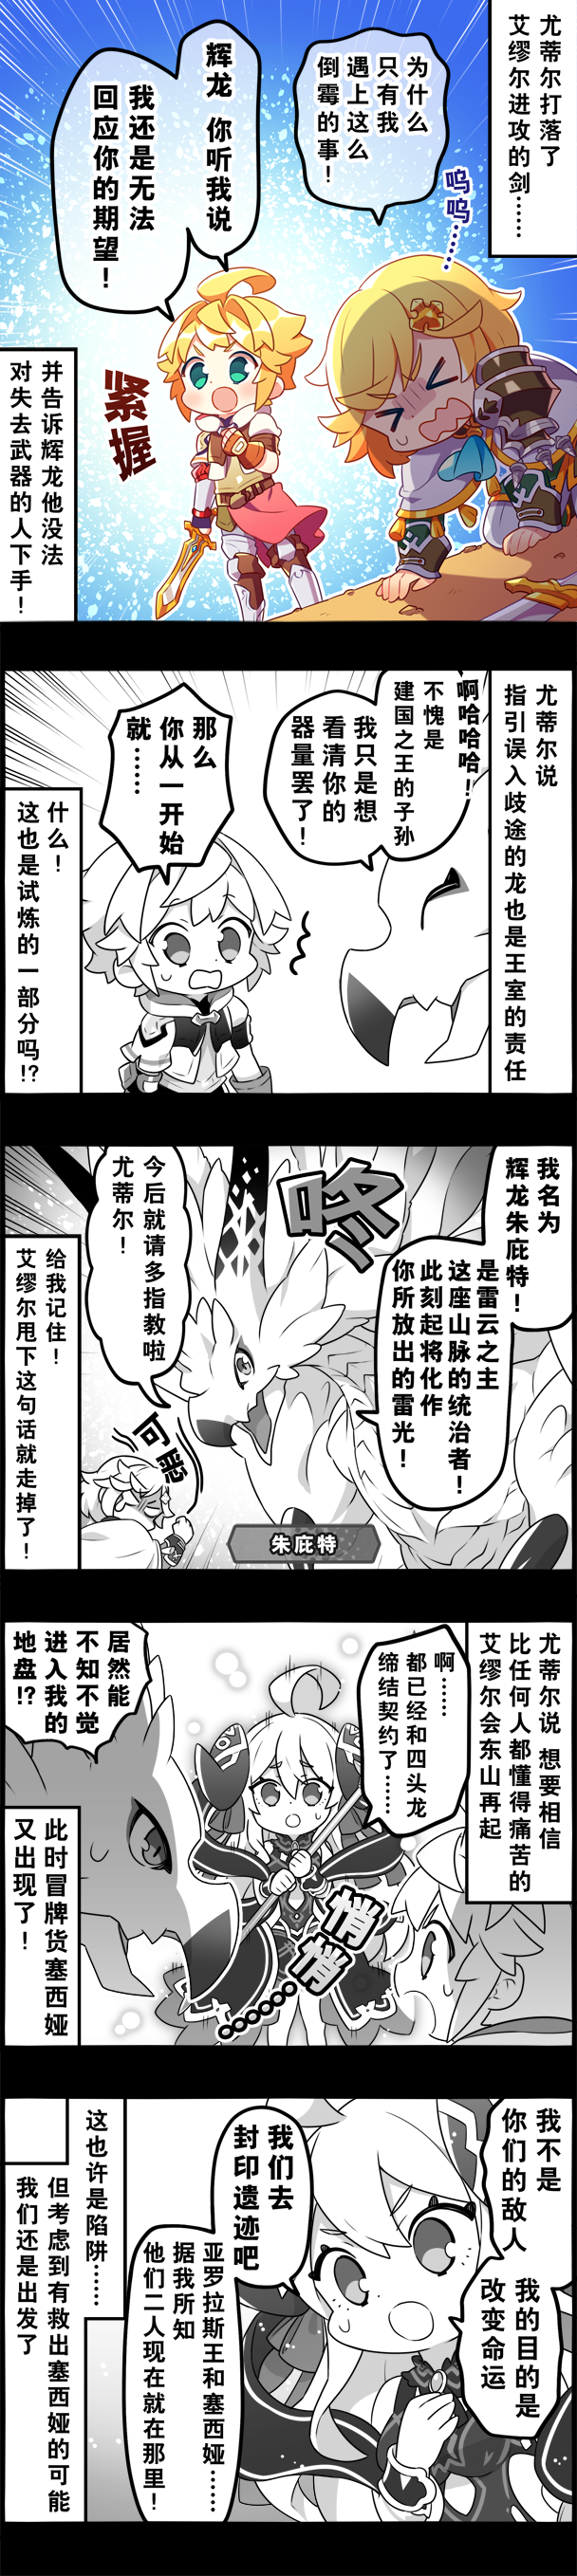 尤蒂尔打落了
艾缪尔进攻的剑……
为什么
只有我
遇上这么
倒霉的事！
呜呜……
辉龙 你听我说
我还是无法
回应你的期望！
紧握
并告诉辉龙他没法
对失去武器的人下手！
尤蒂尔说
指引误入歧途的龙也是王室的责任
啊哈哈哈！
不愧是
建国之王的子孙
我只是想
看清你的
器量罢了！
那么
你从一开始
就……
什么！
这也是试炼的一部分吗！？
我名为
辉龙朱庇特！
是雷云之主
这座山脉的统治者！
此刻起将化作
你所放出的雷光！
咚
今后就请多指教啦
尤蒂尔！
可恶
朱庇特
给我记住！
艾缪尔甩下这句话就走掉了！
尤蒂尔说 想要相信
比任何人都懂得痛苦的
艾缪尔会东山再起
啊……
都已经和四头龙
缔结契约了……
悄悄……
居然能
不知不觉
进入我的
地盘！？
此时冒牌货塞西娅
又出现了！
我不是
你们的敌人
我的目的是
改变命运
我们去
封印遗迹吧
亚罗拉斯王和塞西娅……
据我所知
他们二人现在就在那里！
这也许是陷阱……
但考虑到有救出塞西娅的可能
我们还是出发了